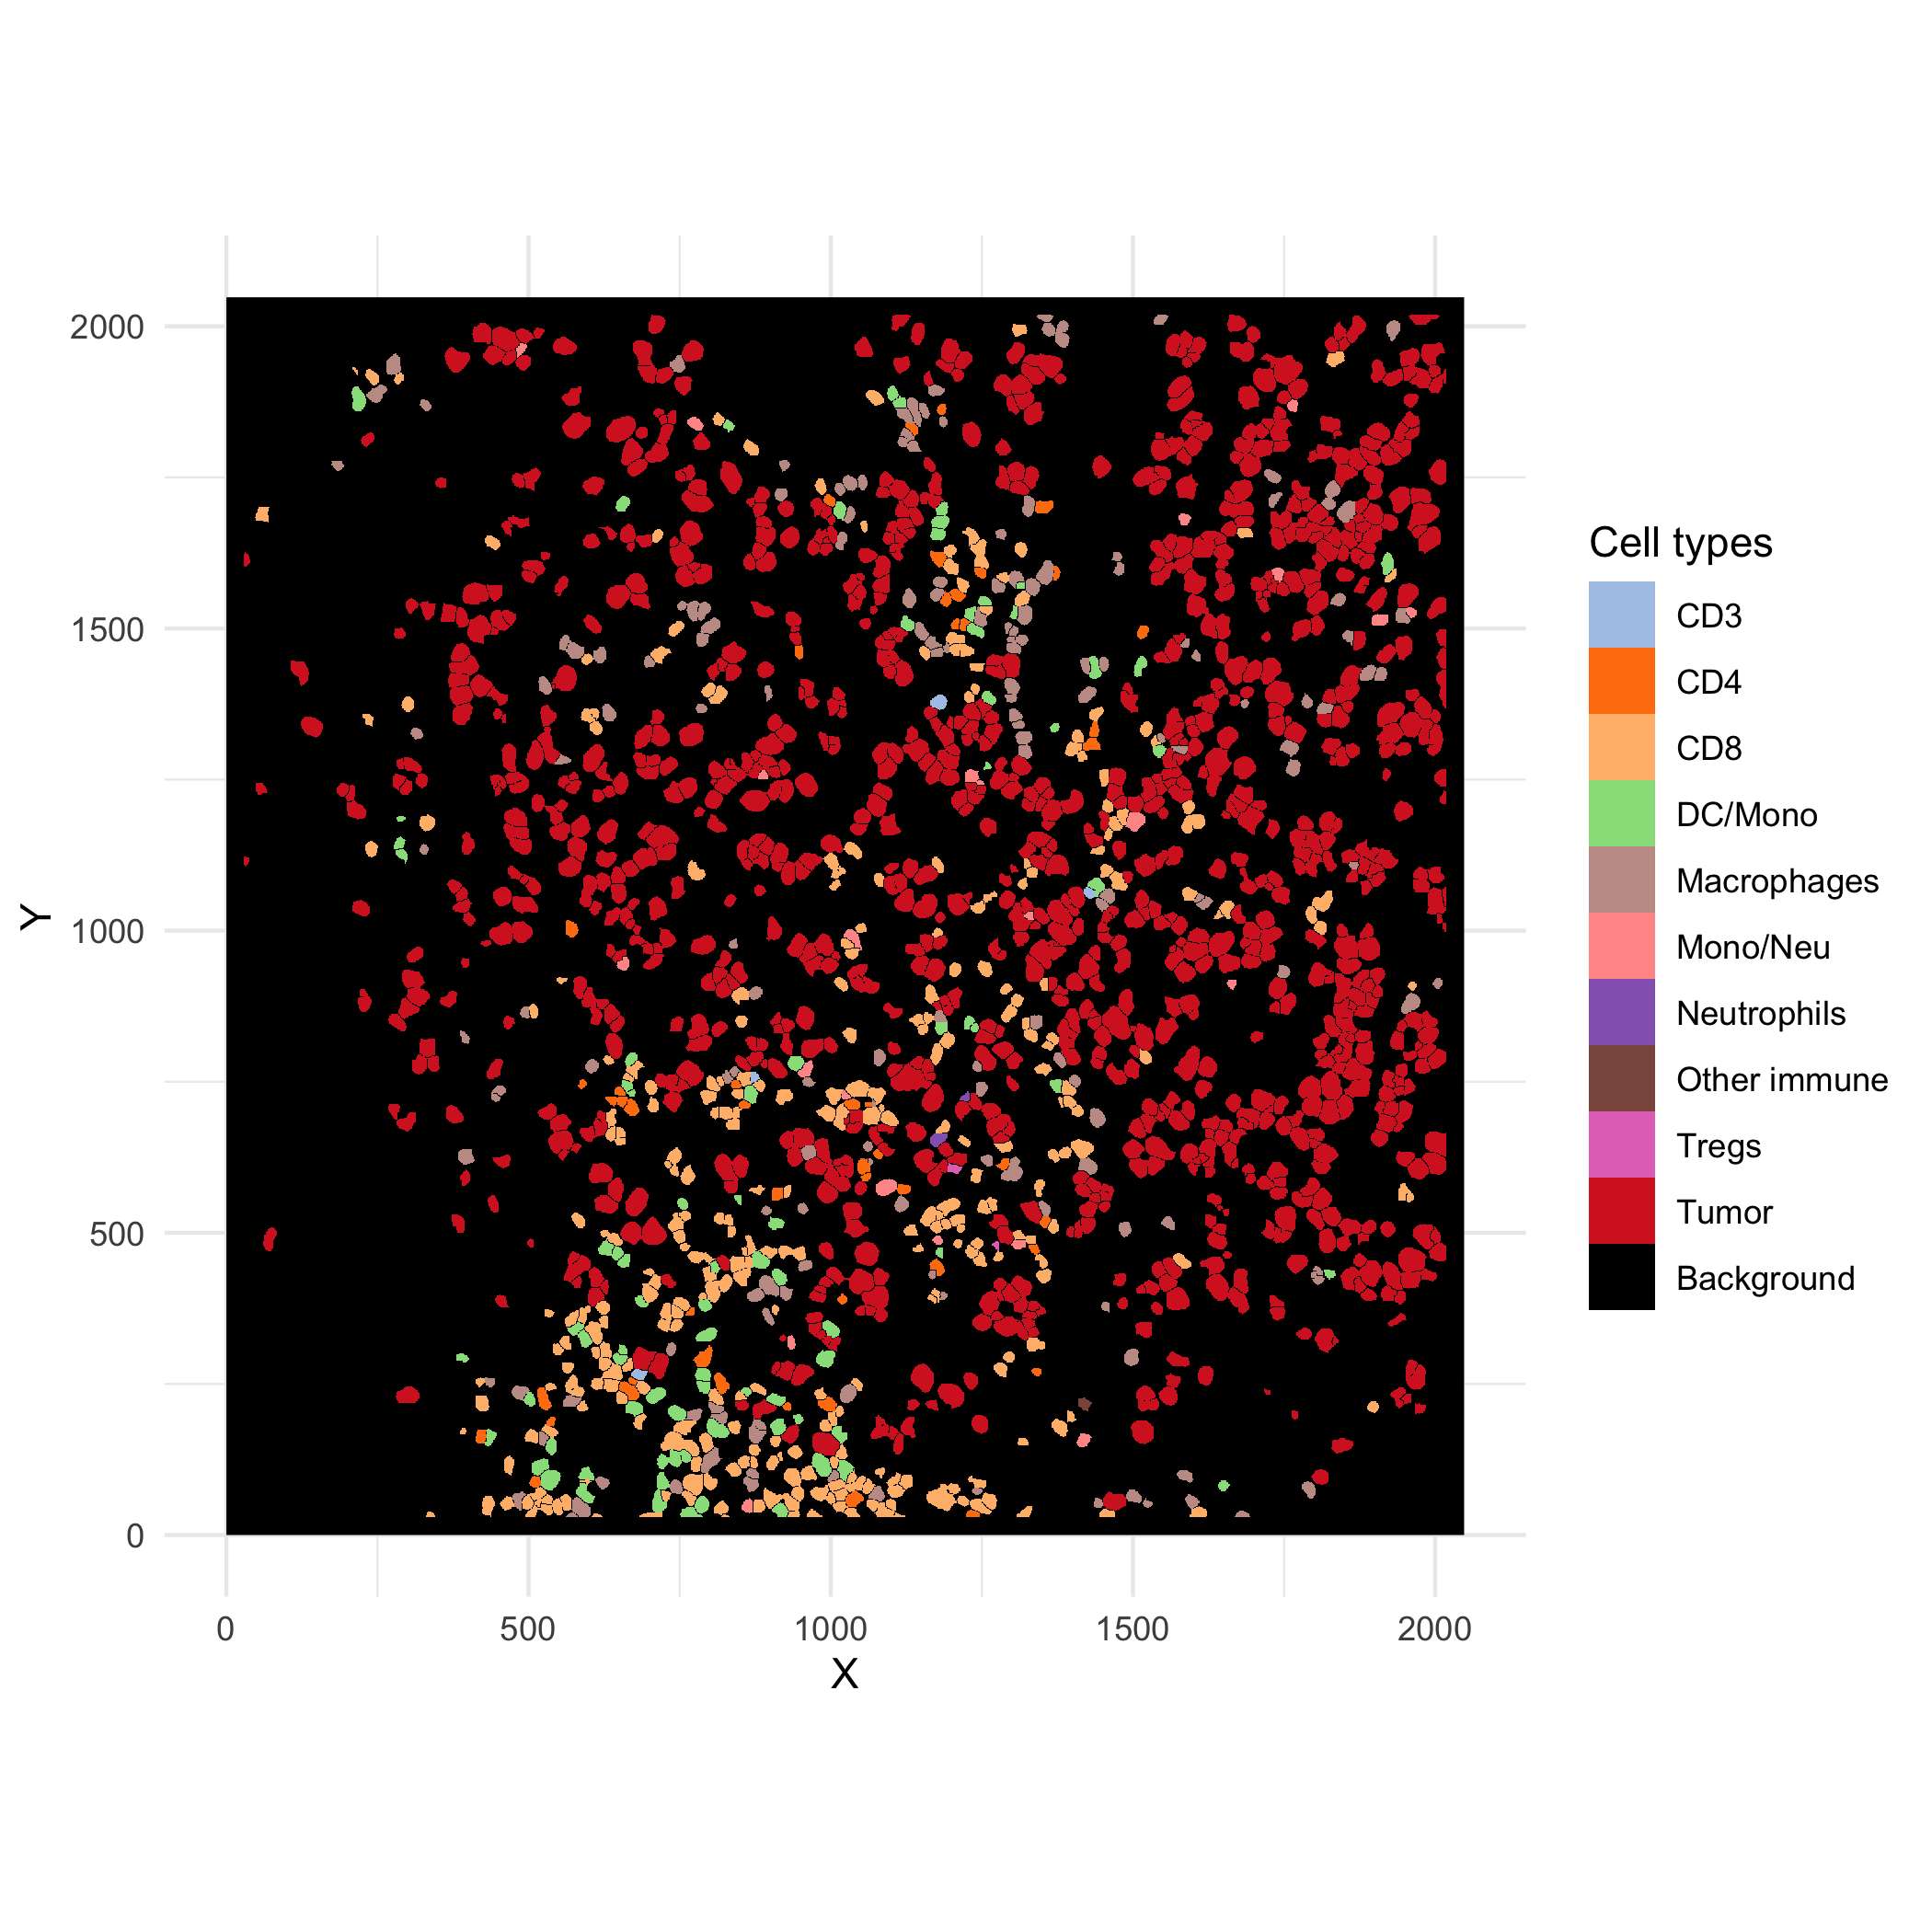 2000
1500
1000
500
0
Y
0 500 1000 1500 2000
X
Cell types
CD3
CD4
CD8
DC/Mono
Macrophages
Mono/Neu
Neutrophils
Other immune
Tregs
Tumor
Background